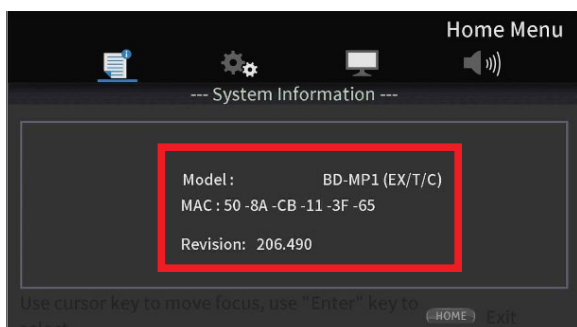 Home Menu
--- System Information ---
Model : BD-MP1 (EX/T/C)
MAC : 50 -8A -CB -11 -3F -65
Revision: 206.490
Use cursor key to move focus, use "Enter" key to
HOME Exit
select